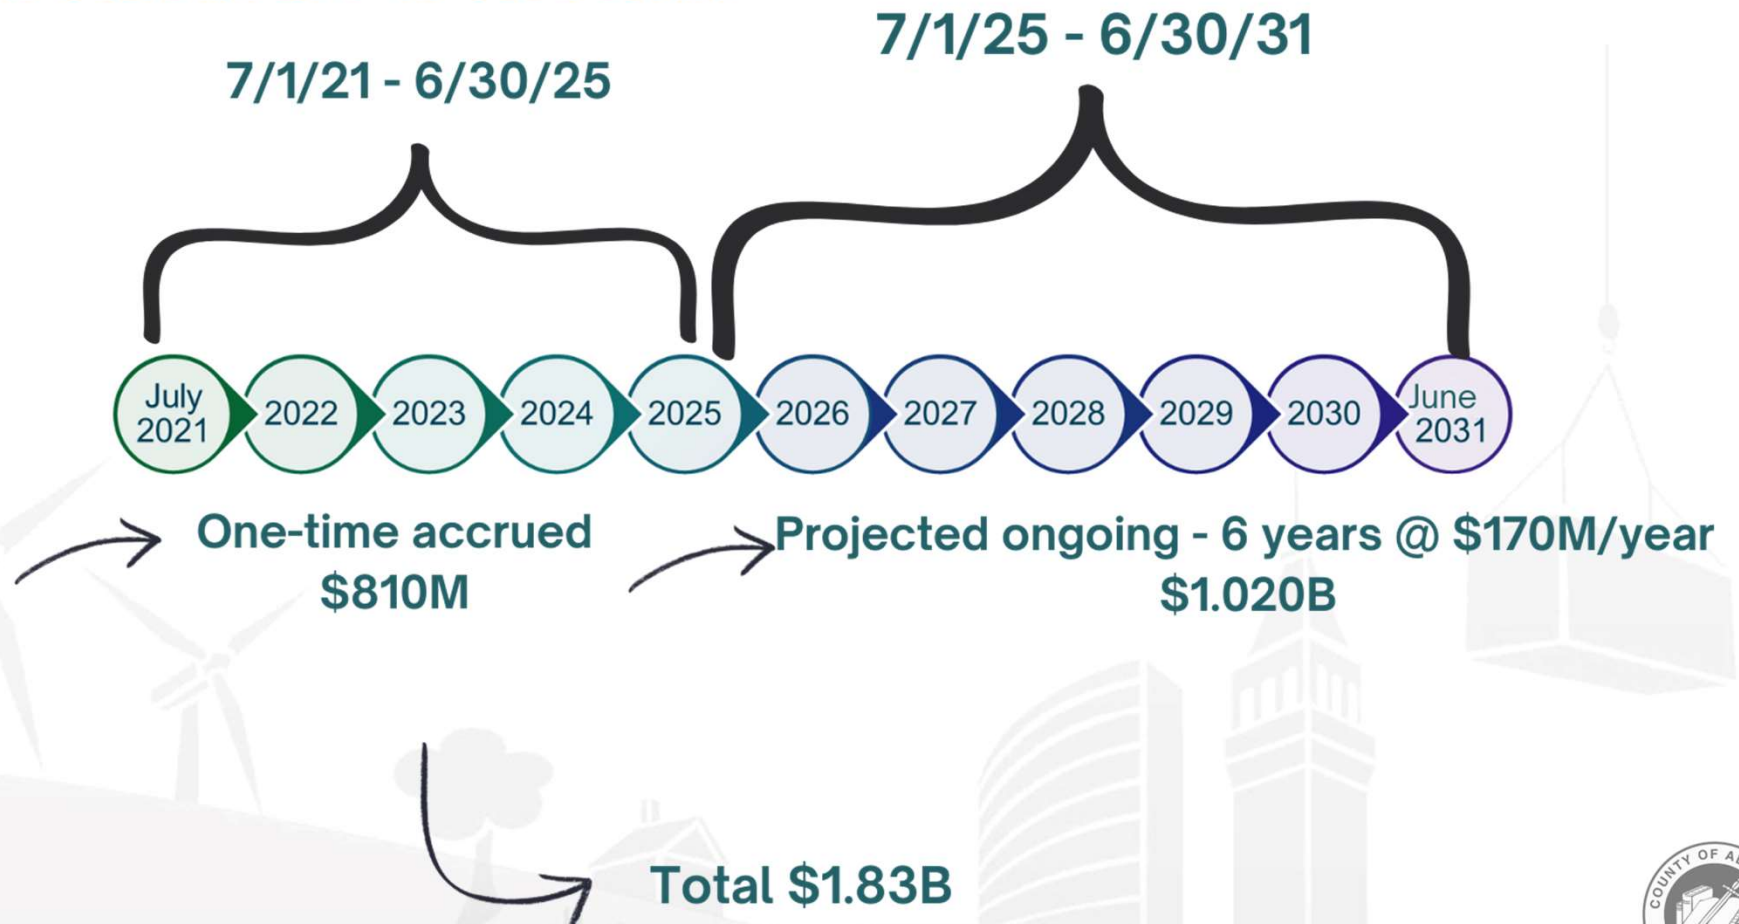 7/1/21 - 6/30/25
7/1/25 - 6/30/31
July
2021
2022
2023
2024
2025
2026
2027
2028
2029
2030
June
2031
One-time accrued
$810M
Projected ongoing - 6 years @ $170M/year
$1.020B
Total $1.83B
COUNTY OF